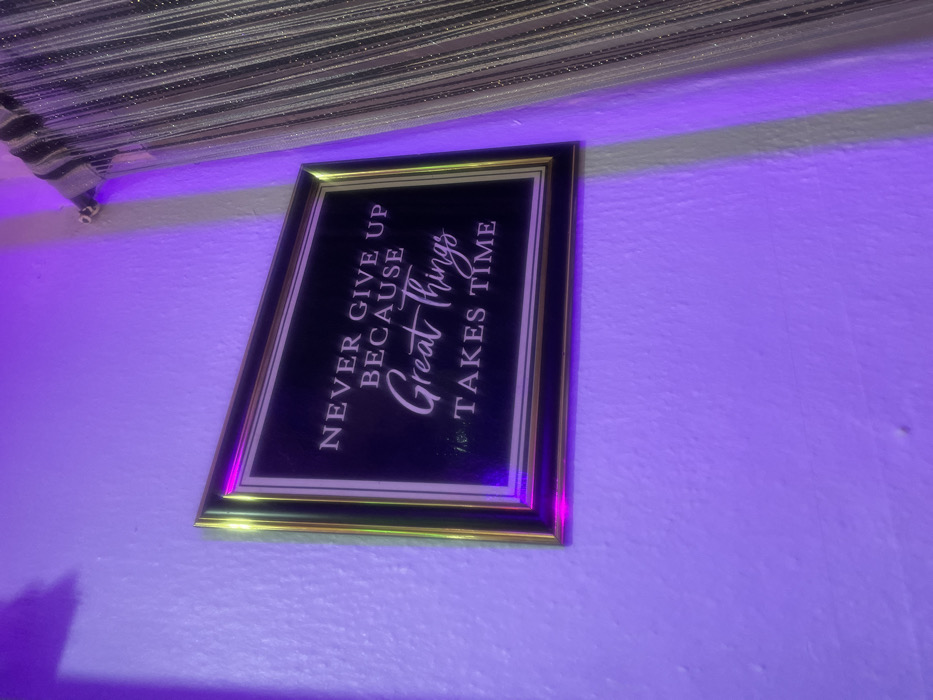 NEVER GIVE UP
BECAUSE
Great things
TAKES TIME